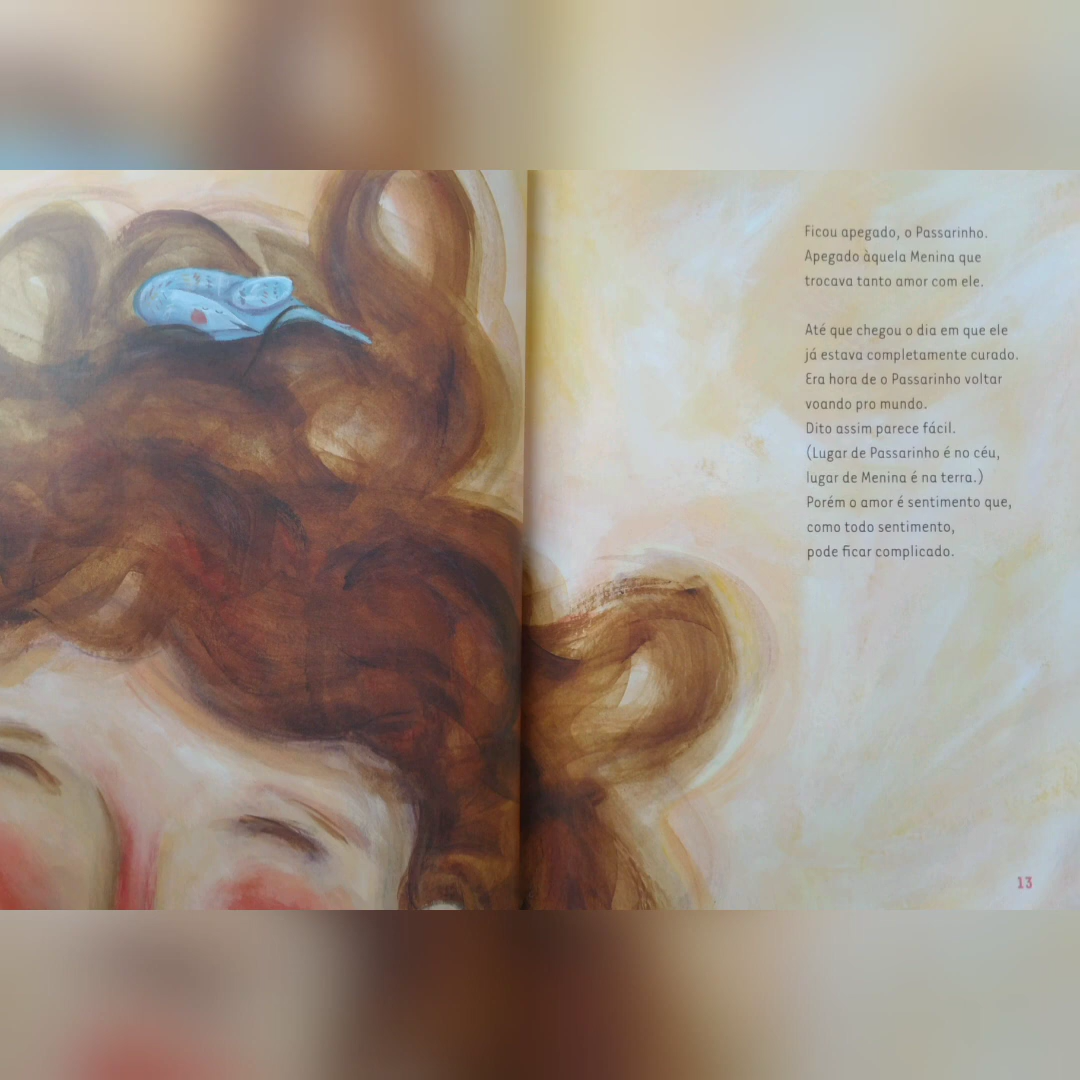 Ficou apegado, o Passarinho.
Apegado àquela Menina que
trocava tanto amor com ele.
Até que chegou o dia em que ele
já estava completamente curado.
Era hora de o Passarinho voltar
voando pro mundo.
Dito assim parece fácil.
(Lugar de Passarinho é no céu,
lugar de Menina é na terra.)
Porém o amor é sentimento que,
como todo sentimento,
pode ficar complicado.
13